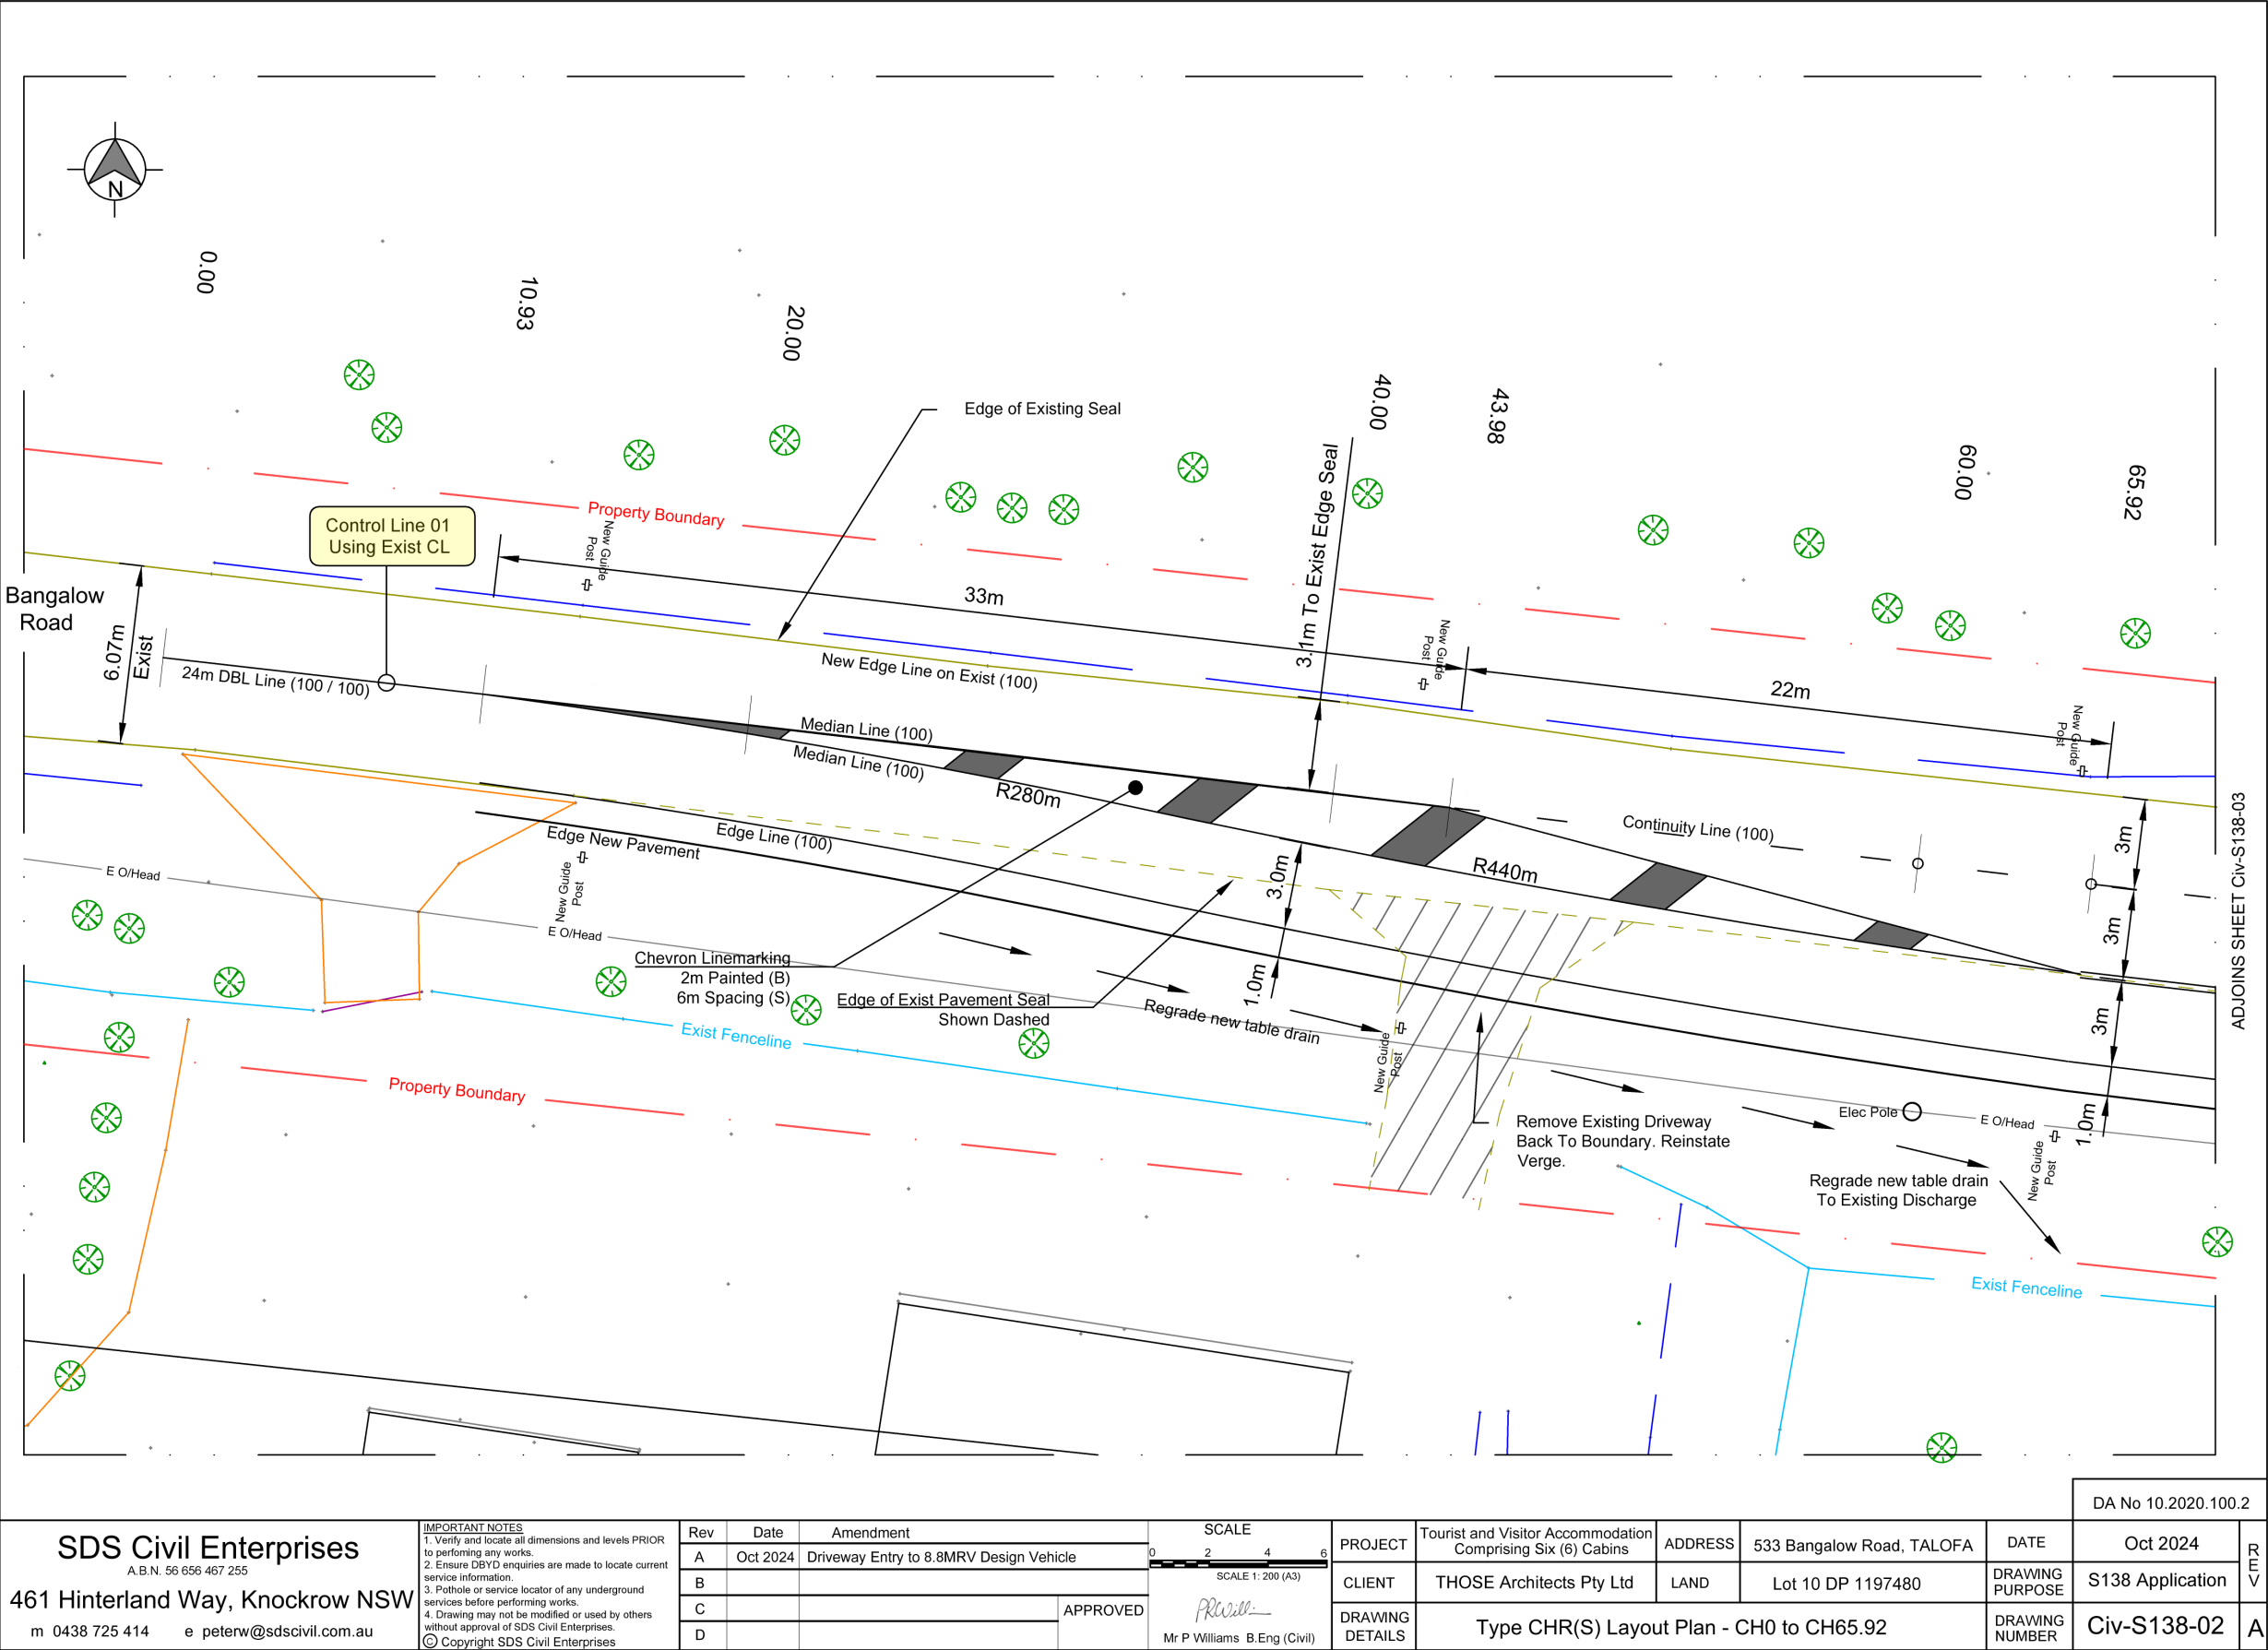 N
0.00
10.93
20.00
40.00
43.98
60.00
65.92
Edge of Existing Seal
Property Boundary
Control Line 01
Using Exist CL
New Guide
Post
33m
3.1m To Exist Edge Seal
New Guide
Post
22m
New Guide
Post
Bangalow
Road
6.07m
Exist
24m DBL Line (100 / 100)
New Edge Line on Exist (100)
Median Line (100)
Median Line (100)
R280m
Continuity Line (100)
R440m
Edge Line (100)
Edge New Pavement
3.0m
1.0m
3m
3m
3m
1.0m
ADJOINS SHEET Civ-S138-03
E O/Head
New Guide
Post
E O/Head
Chevron Linemarking
2m Painted (B)
6m Spacing (S)
Edge of Exist Pavement Seal
Shown Dashed
Regrade new table drain
Exist Fenceline
Property Boundary
New Guide
Post
Remove Existing Driveway
Back To Boundary. Reinstate
Verge.
Elec Pole
E O/Head
New Guide
Post
Regrade new table drain
To Existing Discharge
Exist Fenceline
DA No 10.2020.100.2
SDS Civil Enterprises
A.B.N. 56 656 467 255
461 Hinterland Way, Knockrow NSW
m 0438 725 414 e peterw@sdscivil.com.au
IMPORTANT NOTES
1. Verify and locate all dimensions and levels PRIOR
to perfoming any works.
2. Ensure DBYD enquiries are made to locate current
service information.
3. Pothole or service locator of any underground
services before performing works.
4. Drawing may not be modified or used by others
without approval of SDS Civil Enterprises.
© Copyright SDS Civil Enterprises
Rev Date Amendment
A Oct 2024 Driveway Entry to 8.8MRV Design Vehicle
B
C
D
APPROVED
SCALE
0 2 4 6
SCALE 1: 200 (A3)
PRWilli
Mr P Williams B.Eng (Civil)
PROJECT
Tourist and Visitor Accommodation
Comprising Six (6) Cabins
ADDRESS
533 Bangalow Road, TALOFA
DATE
Oct 2024
CLIENT
THOSE Architects Pty Ltd
LAND
Lot 10 DP 1197480
DRAWING
PURPOSE
S138 Application
DRAWING
DETAILS
Type CHR(S) Layout Plan - CH0 to CH65.92
DRAWING
NUMBER
Civ-S138-02
REV
A